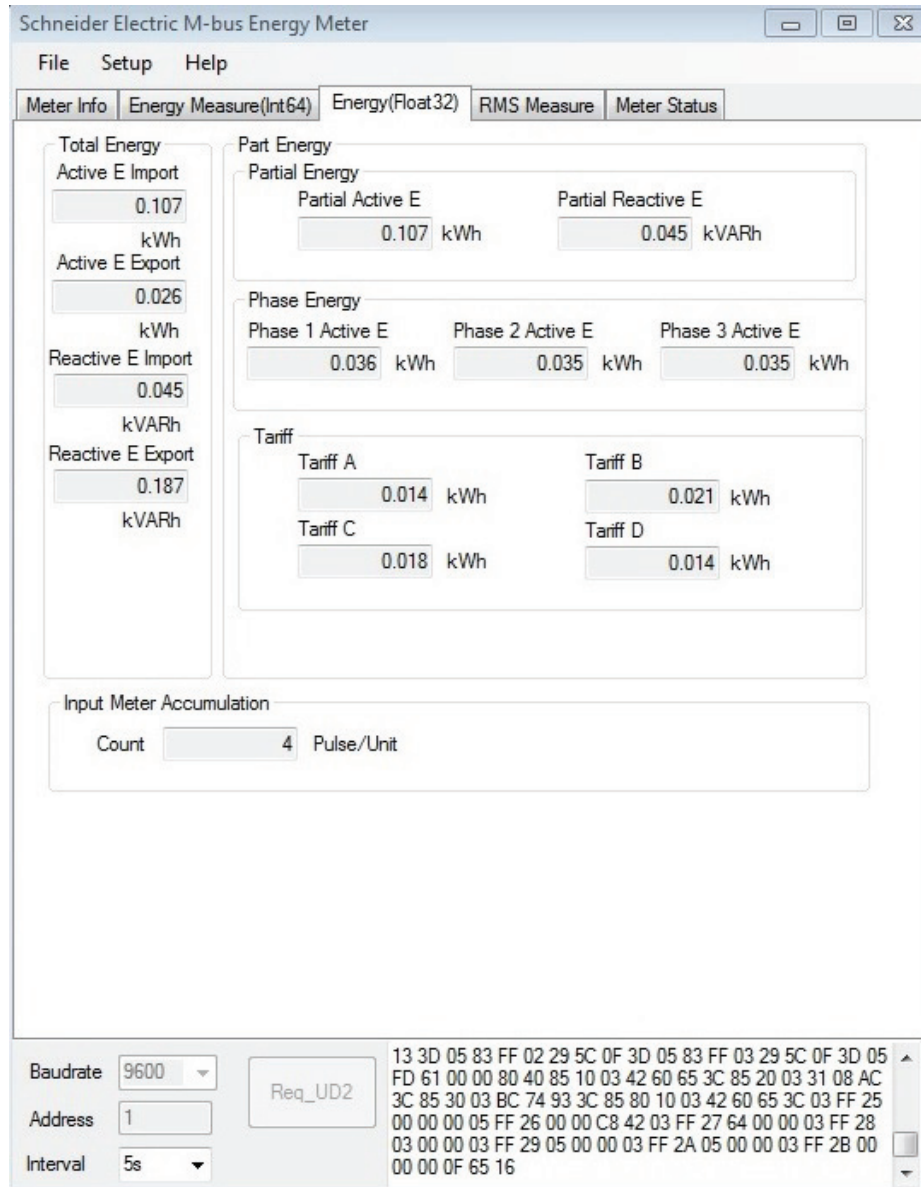 Schneider Electric M-bus Energy Meter
File Setup Help
Meter Info Energy Measure(Int64) Energy(Float32) RMS Measure Meter Status
Total Energy
Active E Import
0.107
kWh
Active E Export
0.026
kWh
Reactive E Import
0.045
kVARh
Reactive E Export
0.187
kVARh
Part Energy
Partial Energy
Partial Active E Partial Reactive E
0.107 kWh 0.045 kVARh
Phase Energy
Phase 1 Active E Phase 2 Active E Phase 3 Active E
0.036 kWh 0.035 kWh 0.035 kWh
Tariff
Tariff A Tariff B
0.014 kWh 0.021 kWh
Tariff C Tariff D
0.018 kWh 0.014 kWh
Input Meter Accumulation
Count 4 Pulse/Unit
Baudrate 9600
Address 1
Interval 5s
Req_UD2
13 3D 05 83 FF 02 29 5C 0F 3D 05 83 FF 03 29 5C 0F 3D 05
FD 61 00 00 80 40 85 10 03 42 60 65 3C 85 20 03 31 08 AC
3C 85 30 03 BC 74 93 3C 85 80 10 03 42 60 65 3C 03 FF 25
00 00 00 05 FF 26 00 00 C8 42 03 FF 27 64 00 00 03 FF 28
03 00 00 03 FF 29 05 00 00 03 FF 2A 05 00 00 03 FF 2B 00
00 00 0F 65 16